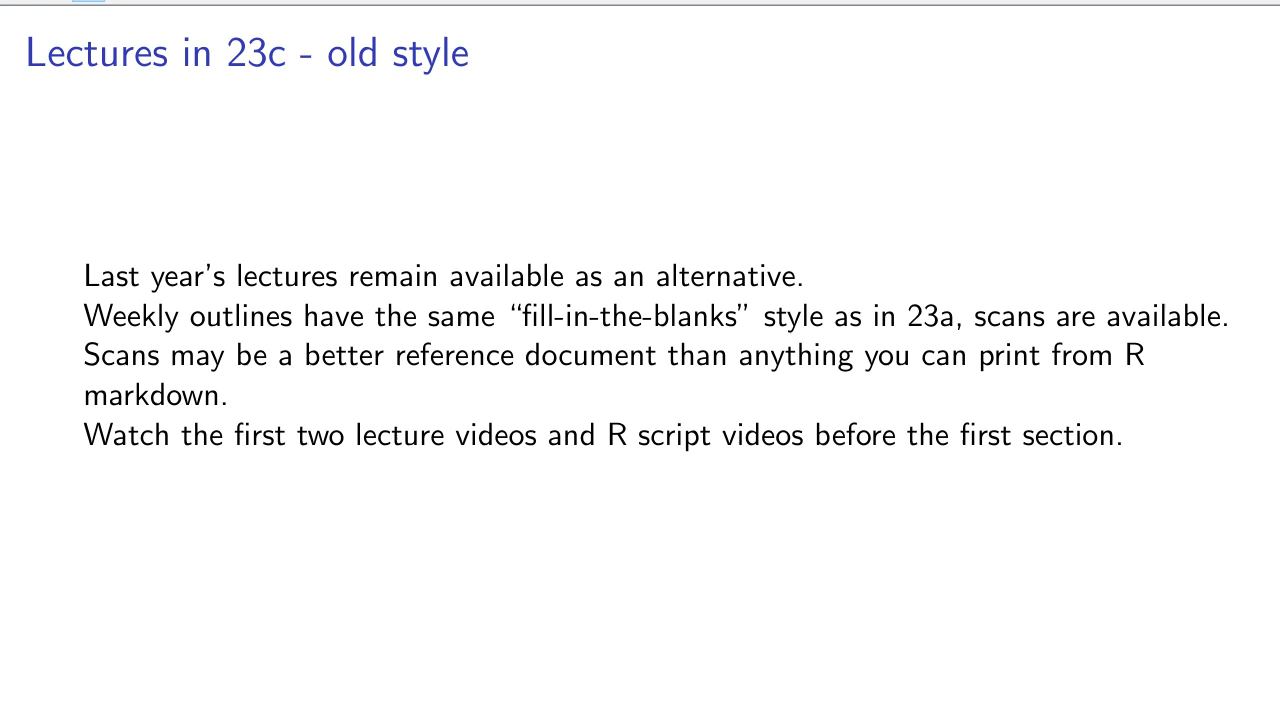 Lectures in 23c - old style
Last year’s lectures remain available as an alternative.
Weekly outlines have the same “fill-in-the-blanks” style as in 23a, scans are available.
Scans may be a better reference document than anything you can print from R
markdown.
Watch the first two lecture videos and R script videos before the first section.